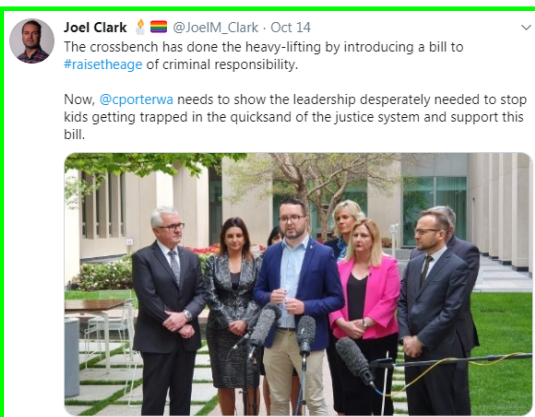 Joel Clark 🕯️ 🏳️‍🌈 @JoelM_Clark · Oct 14
The crossbench has done the heavy-lifting by introducing a bill to
#raisetheage of criminal responsibility.
Now, @cporterwa needs to show the leadership desperately needed to stop
kids getting trapped in the quicksand of the justice system and support this
bill.